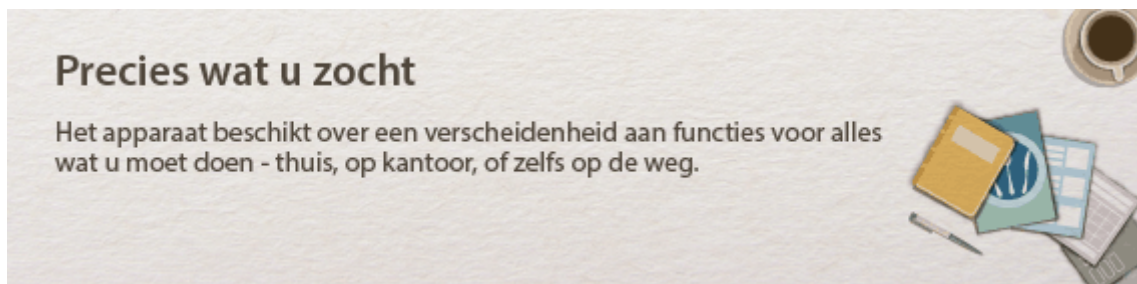 Precies wat u zocht
Het apparaat beschikt over een verscheidenheid aan functies voor alles
wat u moet doen - thuis, op kantoor, of zelfs op de weg.